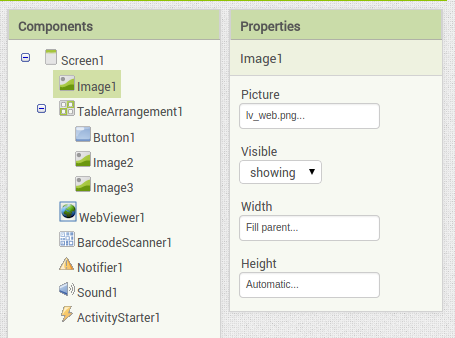 Components
Screen1
Image1
TableArrangement1
Button1
Image2
Image3
WebViewer1
BarcodeScanner1
Notifier1
Sound1
ActivityStarter1
Properties
Image1
Picture
lv_web.png...
Visible
showing
Width
Fill parent...
Height
Automatic...